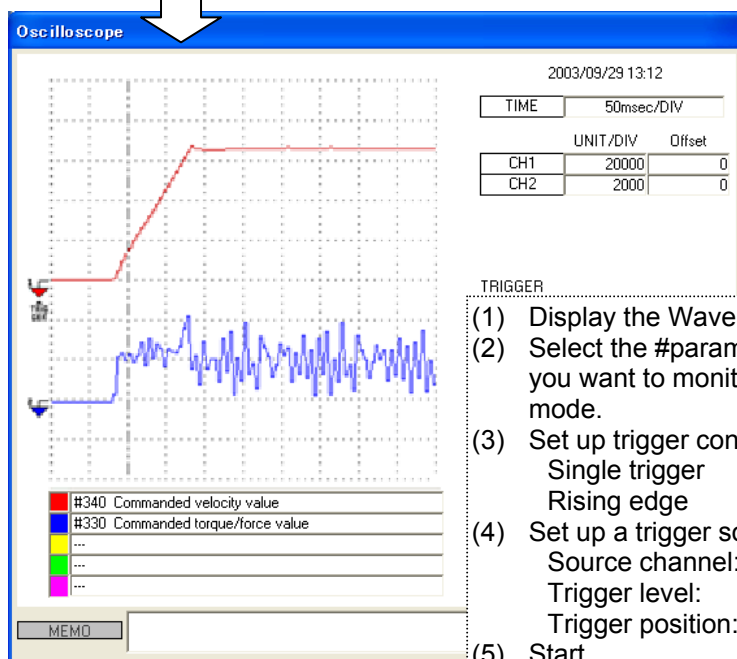 Oscilloscope
2003/09/29 13:12
TIME 50msec/DIV
UNIT/DIV Offset
CH1 20000 0
CH2 2000 0
TRIGGER
(1) Display the Wave
(2) Select the #param
you want to monit
mode.
(3) Set up trigger con
Single trigger
Rising edge
(4) Set up a trigger so
Source channel:
Trigger level:
Trigger position:
(5) Start
#340 Commanded velocity value
#330 Commanded torque/force value
---
---
---
MEMO